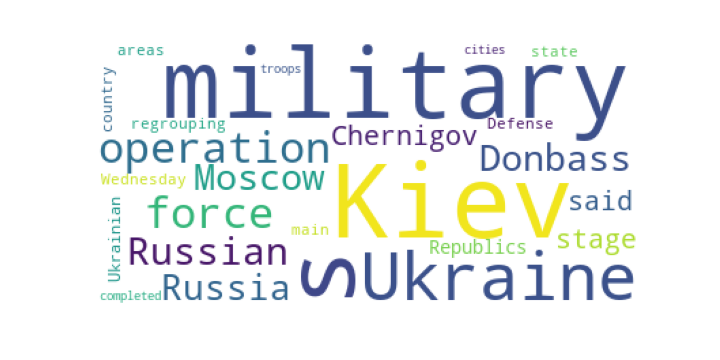 areas
cities
state
military
troops
country
regrouping
Chernigov
Defense
operation
Donbass
Wednesday
Moscow
Kiev
said
force
Ukrainian
main
stage
Russian
Republics
s
Ukraine
Russia
completed